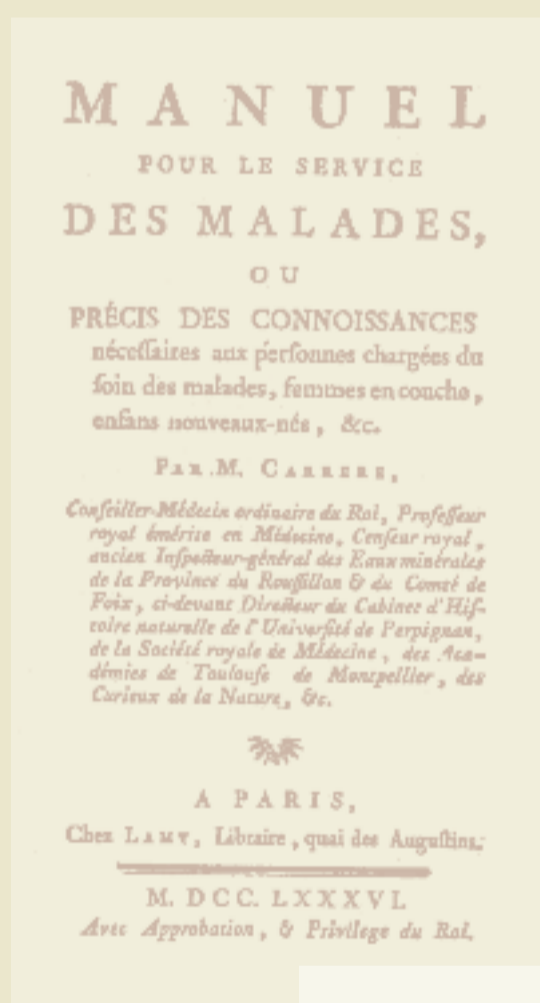 MANUEL
POUR LE SERVICE
DES MALADES,
OU
PRÉCIS DES CONNOISSANCES
néceſſaires aux perſonnes chargées du
ſoin des malades, femmes en couche,
enfans nouveaux-nés, &c.
PAR M. CARRERE,
Conſeiller-Médecin ordinaire du Roi, Profeſſeur
royal émérite en Médecine, Cenſeur royal,
ancien Inſpecteur-général des Eaux minérales
de la Province du Rouſſillon & du Comté de
Foix, ci-devant Directeur du Cabinet d'Hiſ-
toire naturelle de l'Univerſité de Perpignan,
de la Société royale de Médecine, des Aca-
démies de Toulouſe de Montpellier, des
Curieux de la Nature, &c.
A PARIS,
Chez LAMY, Libraire, quai des Auguſtins.
M. DCC. LXXXVI.
Avec Approbation, & Privilege du Roi.